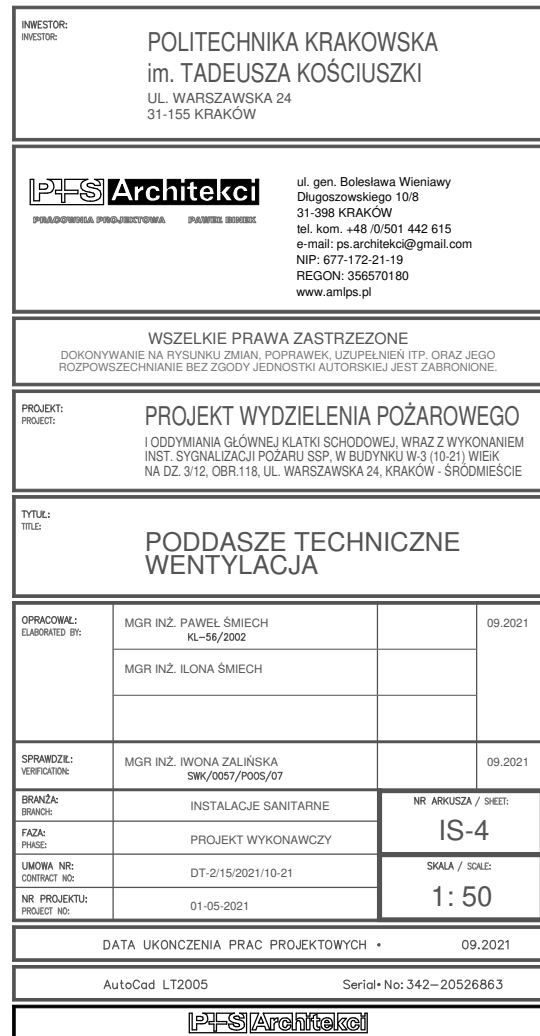 INWESTOR:
INVESTOR:
POLITECHNIKA KRAKOWSKA
im. TADEUSZA KOŚCIUSZKI
UL. WARSZAWSKA 24
31-155 KRAKÓW
P+S Architekci
PRACOWNIA PROJEKTOWA PAWEŁ BINEK
ul. gen. Bolesława Wieniawy
Długoszowskiego 10/8
31-398 KRAKÓW
tel. kom. +48 /0/501 442 615
e-mail: ps.architekci@gmail.com
NIP: 677-172-21-19
REGON: 356570180
www.amlps.pl
WSZELKIE PRAWA ZASTRZEZONE
DOKONYWANIE NA RYSUNKU ZMIAN, POPRAWEK, UZUPEŁNIEŃ ITP. ORAZ JEGO
ROZPOWSZECHNIANIE BEZ ZGODY JEDNOSTKI AUTORSKIEJ JEST ZABRONIONE.
PROJEKT:
PROJECT:
PROJEKT WYDZIELENIA POŻAROWEGO
I ODDYMIANIA GŁÓWNEJ KLATKI SCHODOWEJ, WRAZ Z WYKONANIEM
INST. SYGNALIZACJI POŻARU SSP, W BUDYNKU W-3 (10-21) WIEiK
NA DZ. 3/12, OBR.118, UL. WARSZAWSKA 24, KRAKÓW - ŚRÓDMIEŚCIE
TYTUŁ:
TITLE:
PODDASZE TECHNICZNE
WENTYLACJA
OPRACOWAŁ:
ELABORATED BY:
MGR INŻ. PAWEŁ ŚMIECH
KL-56/2002
09.2021
MGR INŻ. ILONA ŚMIECH
SPRAWDZIŁ:
VERIFICATION:
MGR INŻ. IWONA ZALIŃSKA
SWK/0057/POOS/07
09.2021
BRANŻA:
BRANCH:
INSTALACJE SANITARNE
FAZA:
PHASE:
PROJEKT WYKONAWCZY
UMOWA NR:
CONTRACT NO:
DT-2/15/2021/10-21
NR PROJEKTU:
PROJECT NO:
01-05-2021
NR ARKUSZA / SHEET:
IS-4
SKALA / SCALE:
1: 50
DATA UKONCZENIA PRAC PROJEKTOWYCH • 09.2021
AutoCad LT2005 Serial• No: 342-20526863
P+S Architekci